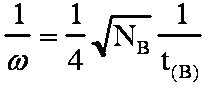 1/ω = 1/4 √N_B 1/t_(B)